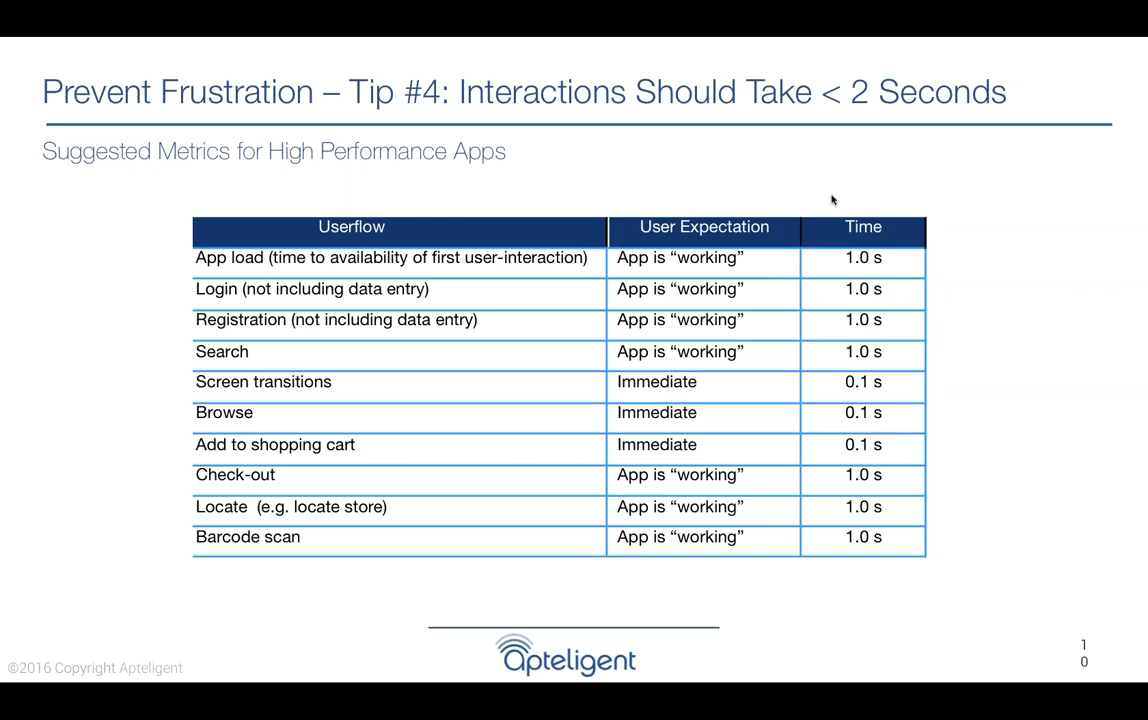 Prevent Frustration – Tip #4: Interactions Should Take < 2 Seconds
Suggested Metrics for High Performance Apps
Userflow User Expectation Time
App load (time to availability of first user-interaction) App is “working” 1.0 s
Login (not including data entry) App is “working” 1.0 s
Registration (not including data entry) App is “working” 1.0 s
Search App is “working” 1.0 s
Screen transitions Immediate 0.1 s
Browse Immediate 0.1 s
Add to shopping cart Immediate 0.1 s
Check-out App is “working” 1.0 s
Locate  (e.g. locate store) App is “working” 1.0 s
Barcode scan App is “working” 1.0 s
©2016 Copyright Apteligent
apteligent
1
0